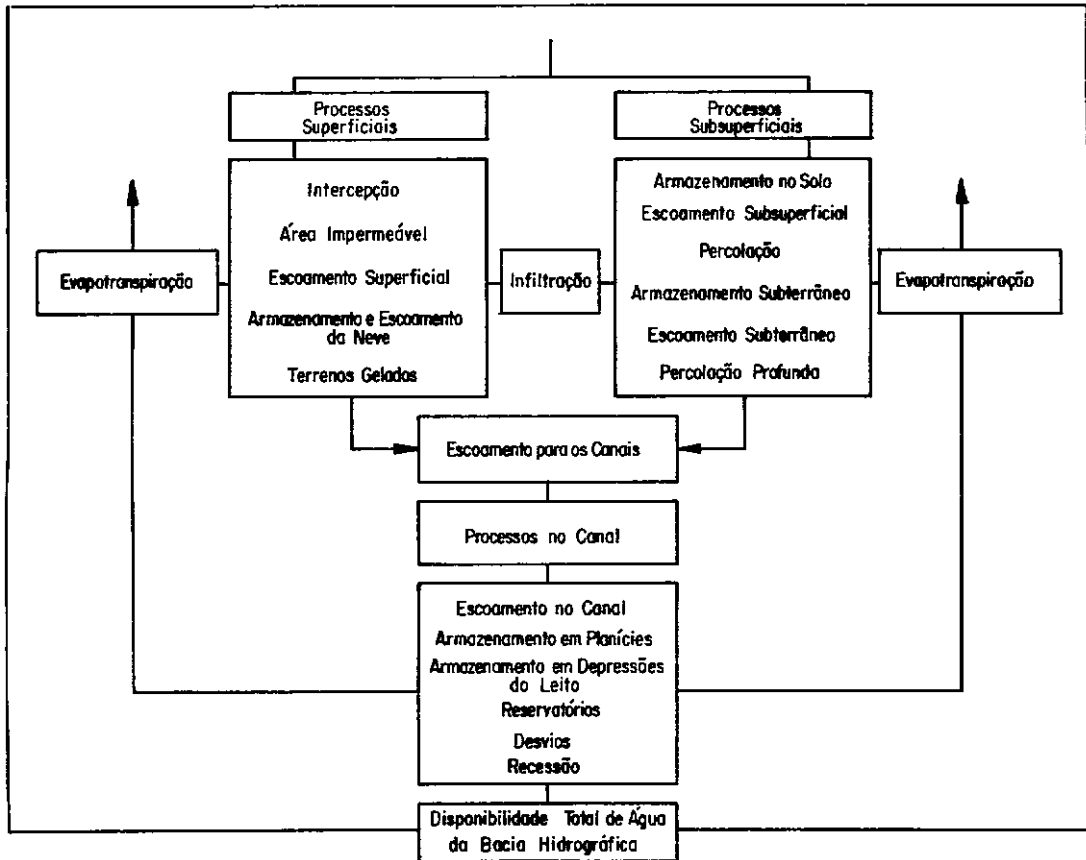 Processos
Superficiais
Processos
Subsuperficiais
Intercepção
Área Impermeável
Escoamento Superficial
Armazenamento e Escoamento
da Neve
Terrenos Gelados
Armazenamento no Solo
Escoamento Subsuperficial
Percolação
Armazenamento Subterrâneo
Escoamento Subterrâneo
Percolação Profunda
Evapotranspiração
Infiltração
Evapotranspiração
Escoamento para os Canais
Processos no Canal
Escoamento no Canal
Armazenamento em Planícies
Armazenamento em Depressões
do Leito
Reservatórios
Desvios
Recessão
Disponibilidade Total de Água
da Bacia Hidrográfica